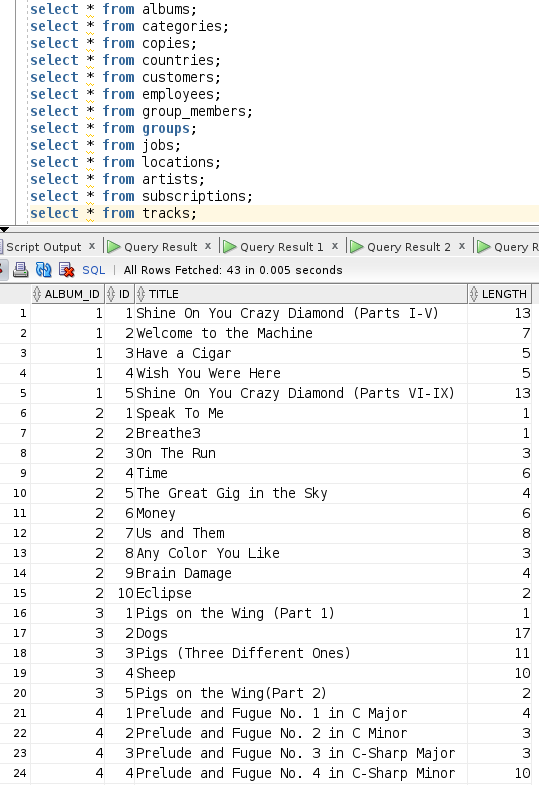 select * from albums;
select * from categories;
select * from copies;
select * from countries;
select * from customers;
select * from employees;
select * from group_members;
select * from groups;
select * from jobs;
select * from locations;
select * from artists;
select * from subscriptions;
select * from tracks;
Script Output x Query Result x Query Result 1 x Query Result 2 x Query R
SQL | All Rows Fetched: 43 in 0.005 seconds
ALBUM_ID ID TITLE LENGTH
1 1 1 Shine On You Crazy Diamond (Parts I-V) 13
2 1 2 Welcome to the Machine 7
3 1 3 Have a Cigar 5
4 1 4 Wish You Were Here 5
5 1 5 Shine On You Crazy Diamond (Parts VI-IX) 13
6 2 1 Speak To Me 1
7 2 2 Breathe3 1
8 2 3 On The Run 3
9 2 4 Time 6
10 2 5 The Great Gig in the Sky 4
11 2 6 Money 6
12 2 7 Us and Them 8
13 2 8 Any Color You Like 3
14 2 9 Brain Damage 4
15 2 10 Eclipse 2
16 3 1 Pigs on the Wing (Part 1) 1
17 3 2 Dogs 17
18 3 3 Pigs (Three Different Ones) 11
19 3 4 Sheep 10
20 3 5 Pigs on the Wing(Part 2) 2
21 4 1 Prelude and Fugue No. 1 in C Major 4
22 4 2 Prelude and Fugue No. 2 in C Minor 3
23 4 3 Prelude and Fugue No. 3 in C-Sharp Major 3
24 4 4 Prelude and Fugue No. 4 in C-Sharp Minor 10